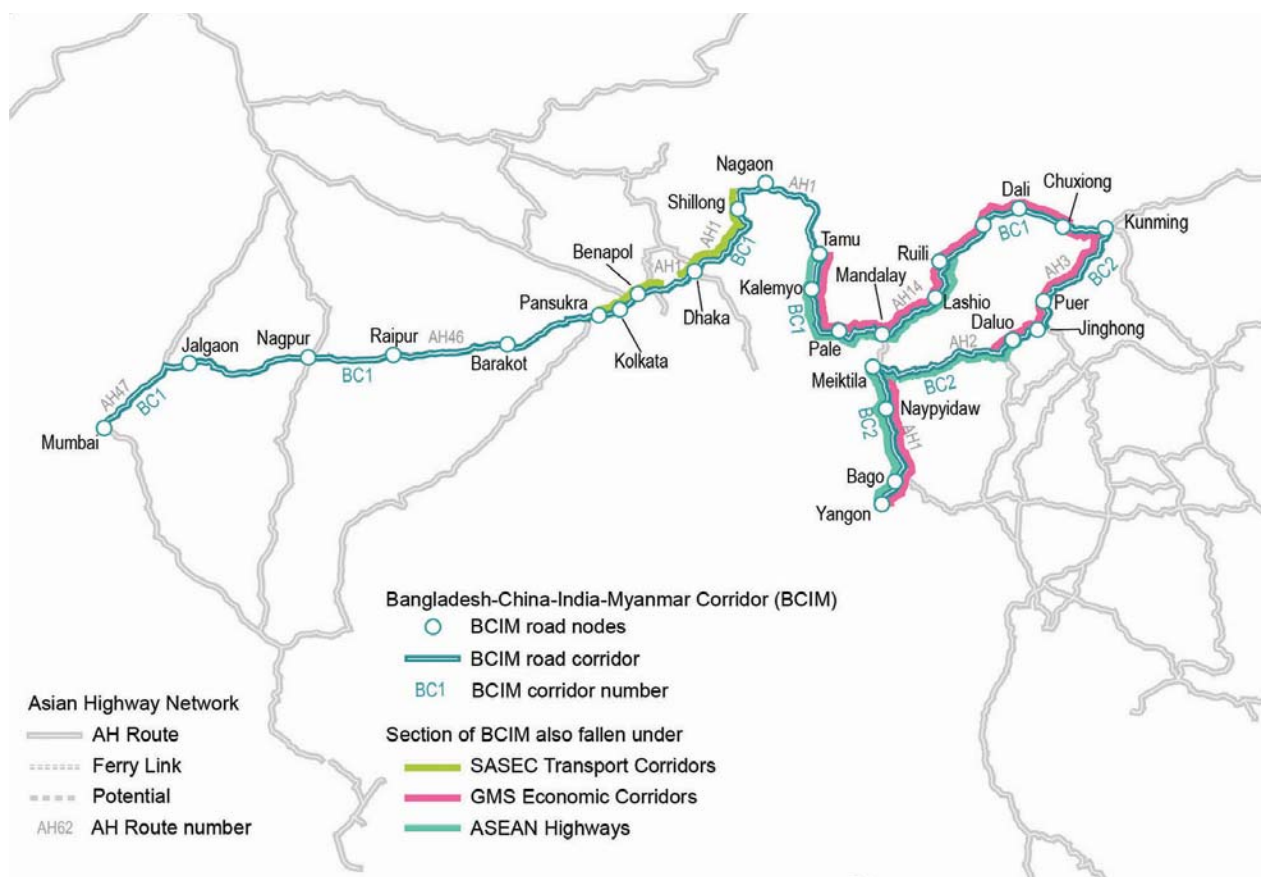 Nagaon
AH1
Shillong
AH1
BC1
Benapol
AH1
Pansukra
Kolkata
Dhaka
Tamu
Kalemyo
BC1
Pale
Mandalay
AH14
Ruili
Lashio
Dali
BC1
Chuxiong
Kunming
AH3
BC2
Puer
Daluo
Jinghong
AH2
BC2
Meiktila
Naypyidaw
BC2
AH1
Bago
Yangon
Jalgaon
Nagpur
Raipur
AH46
BC1
Barakot
AH47
BC1
Mumbai
Bangladesh-China-India-Myanmar Corridor (BCIM)
BCIM road nodes
BCIM road corridor
BC1 BCIM corridor number
Section of BCIM also fallen under
SASEC Transport Corridors
GMS Economic Corridors
ASEAN Highways
Asian Highway Network
AH Route
Ferry Link
Potential
AH62 AH Route number